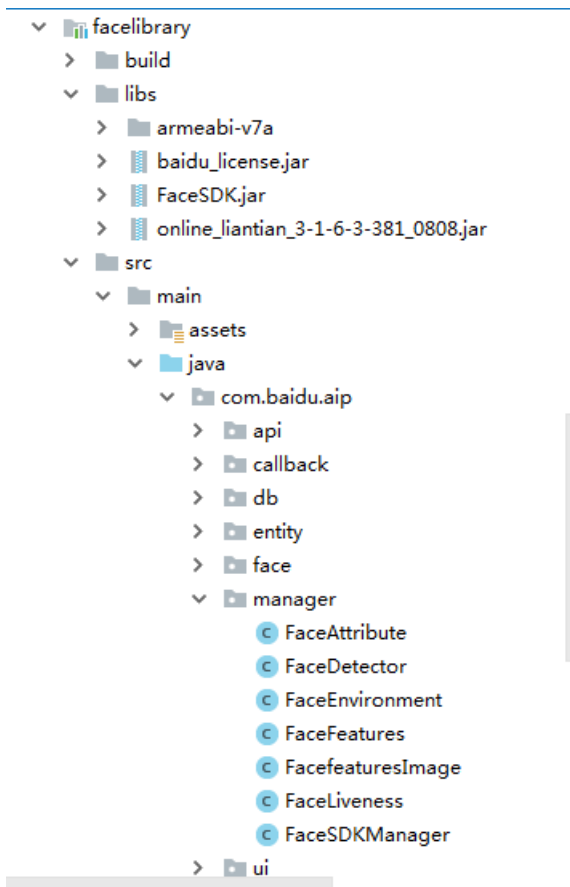 facelibrary
build
libs
armeabi-v7a
baidu_license.jar
FaceSDK.jar
online_liantian_3-1-6-3-381_0808.jar
src
main
assets
java
com.baidu.aip
api
callback
db
entity
face
manager
C FaceAttribute
C FaceDetector
C FaceEnvironment
C FaceFeatures
C FacefeaturesImage
C FaceLiveness
C FaceSDKManager
ui